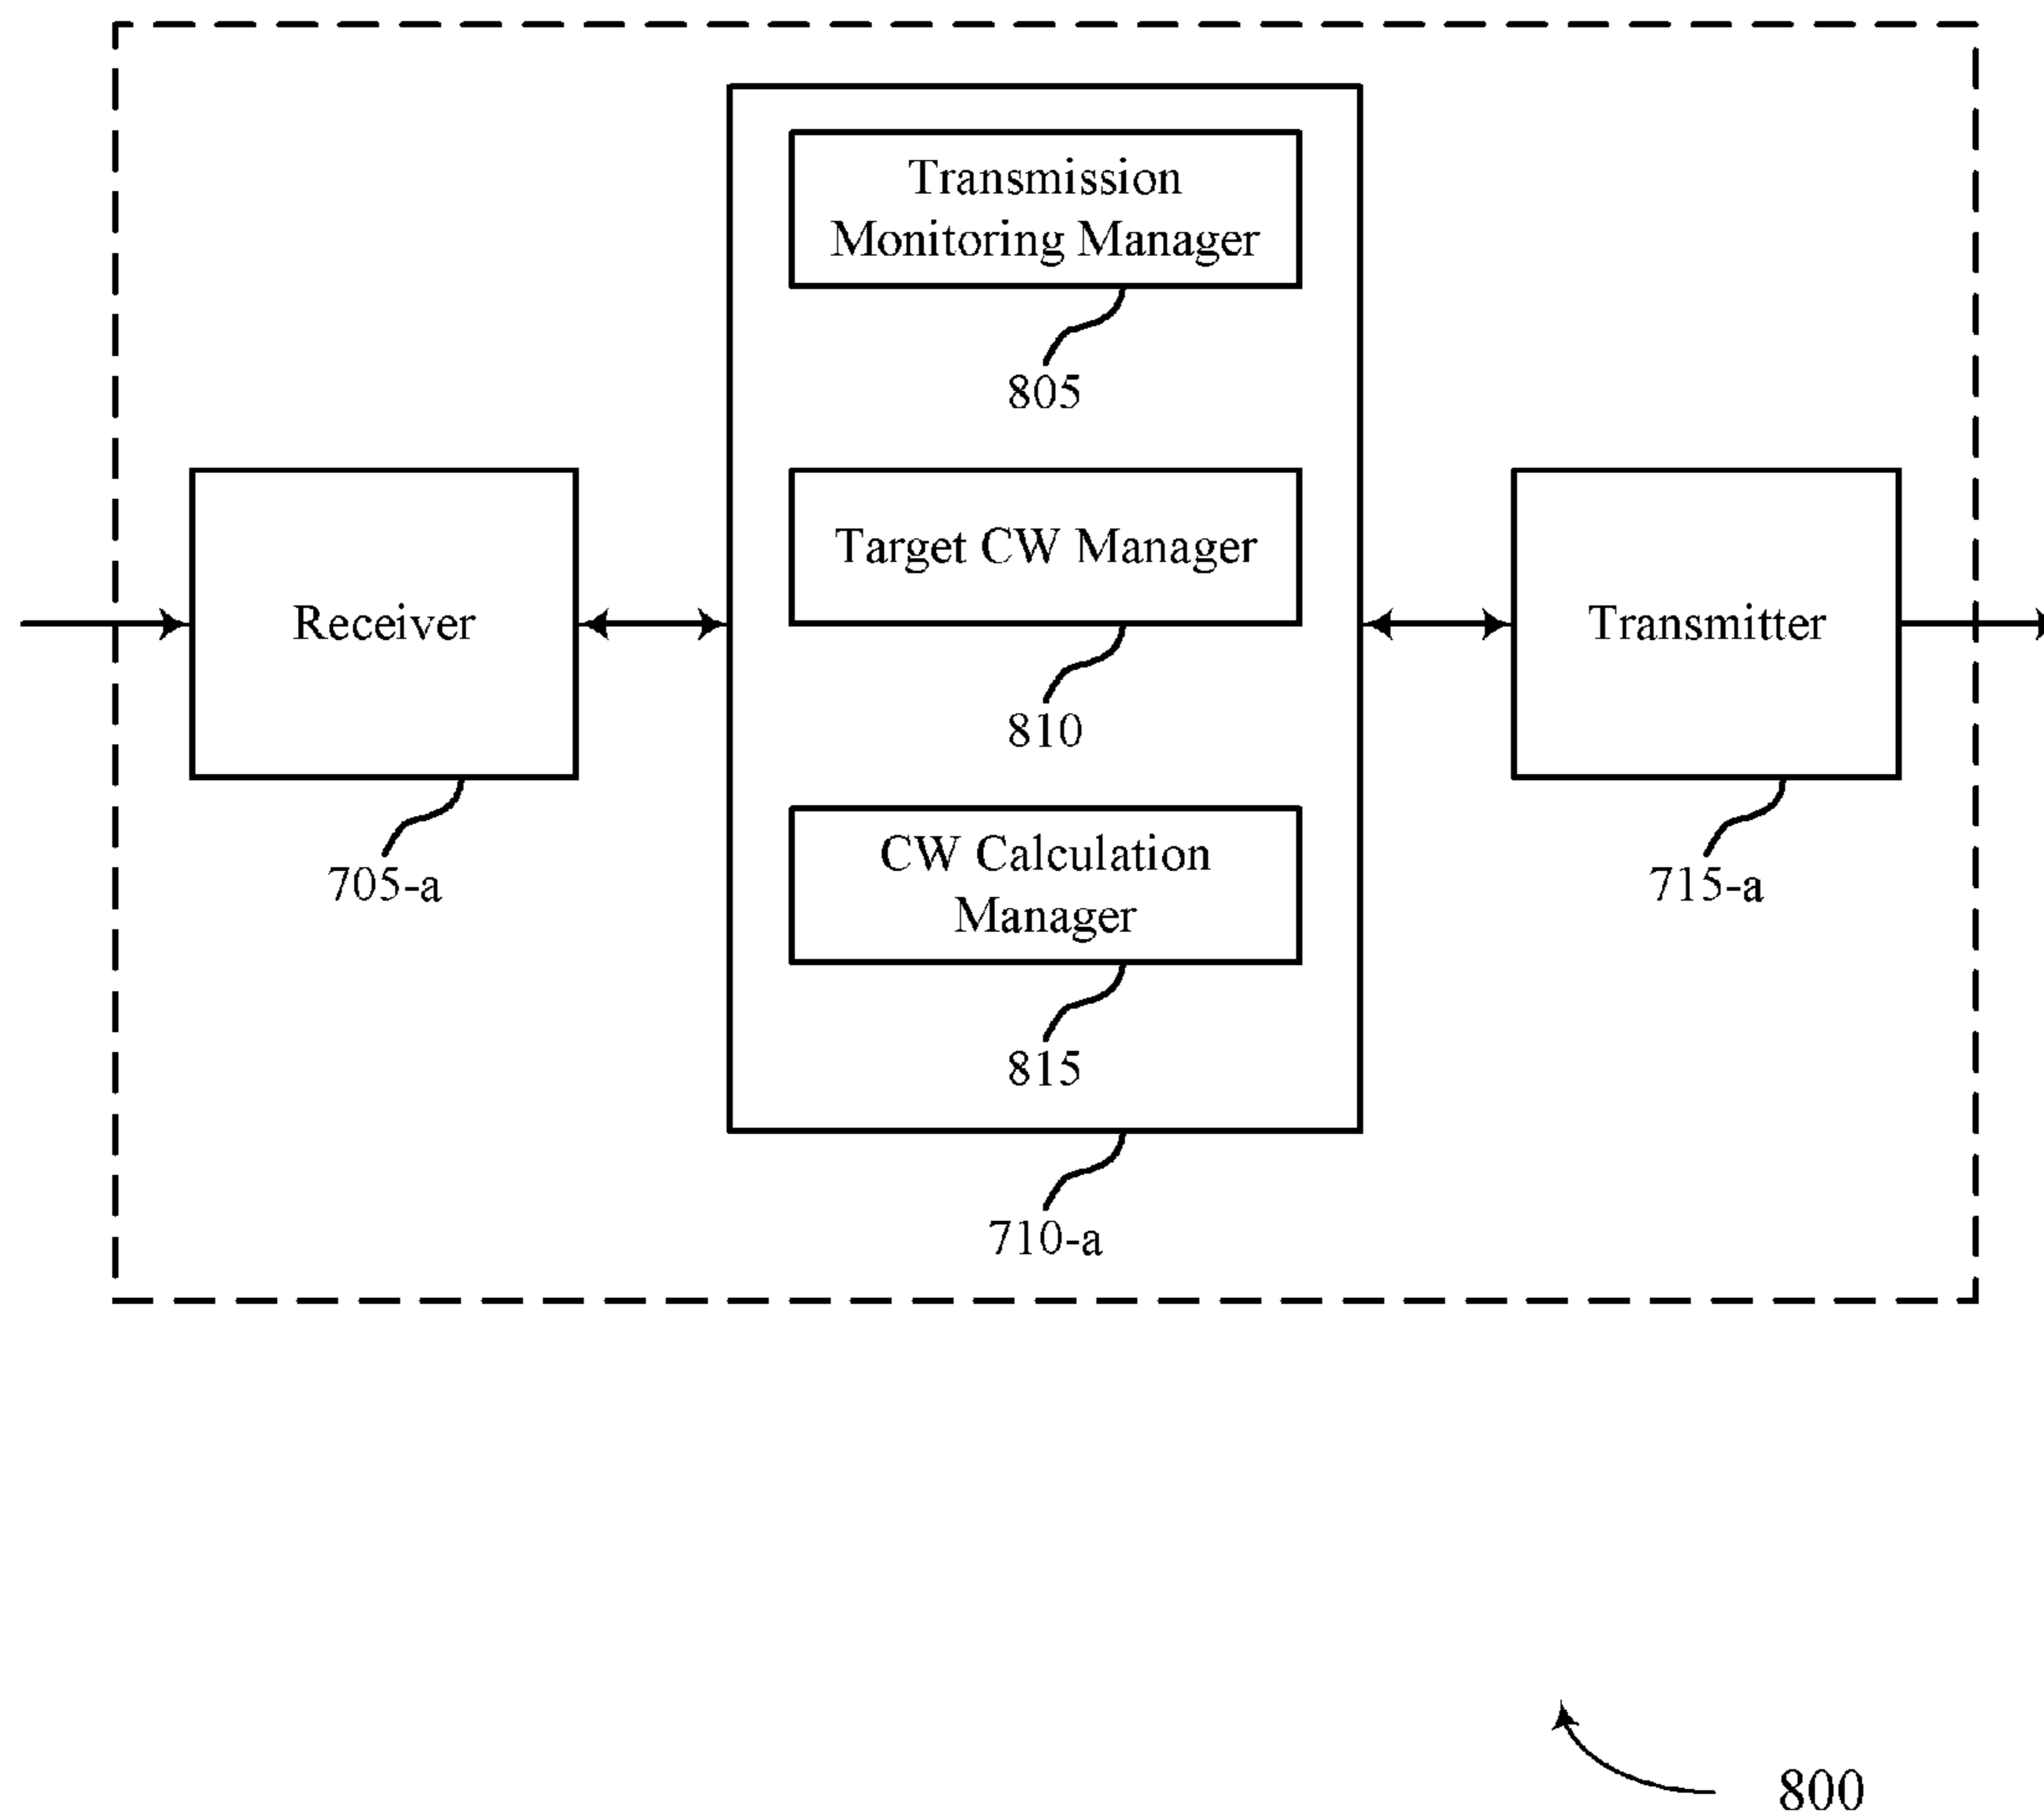 Transmission
Monitoring Manager
805
Receiver
705-a
Target CW Manager
810
CW Calculation
Manager
815
710-a
Transmitter
715-a
800